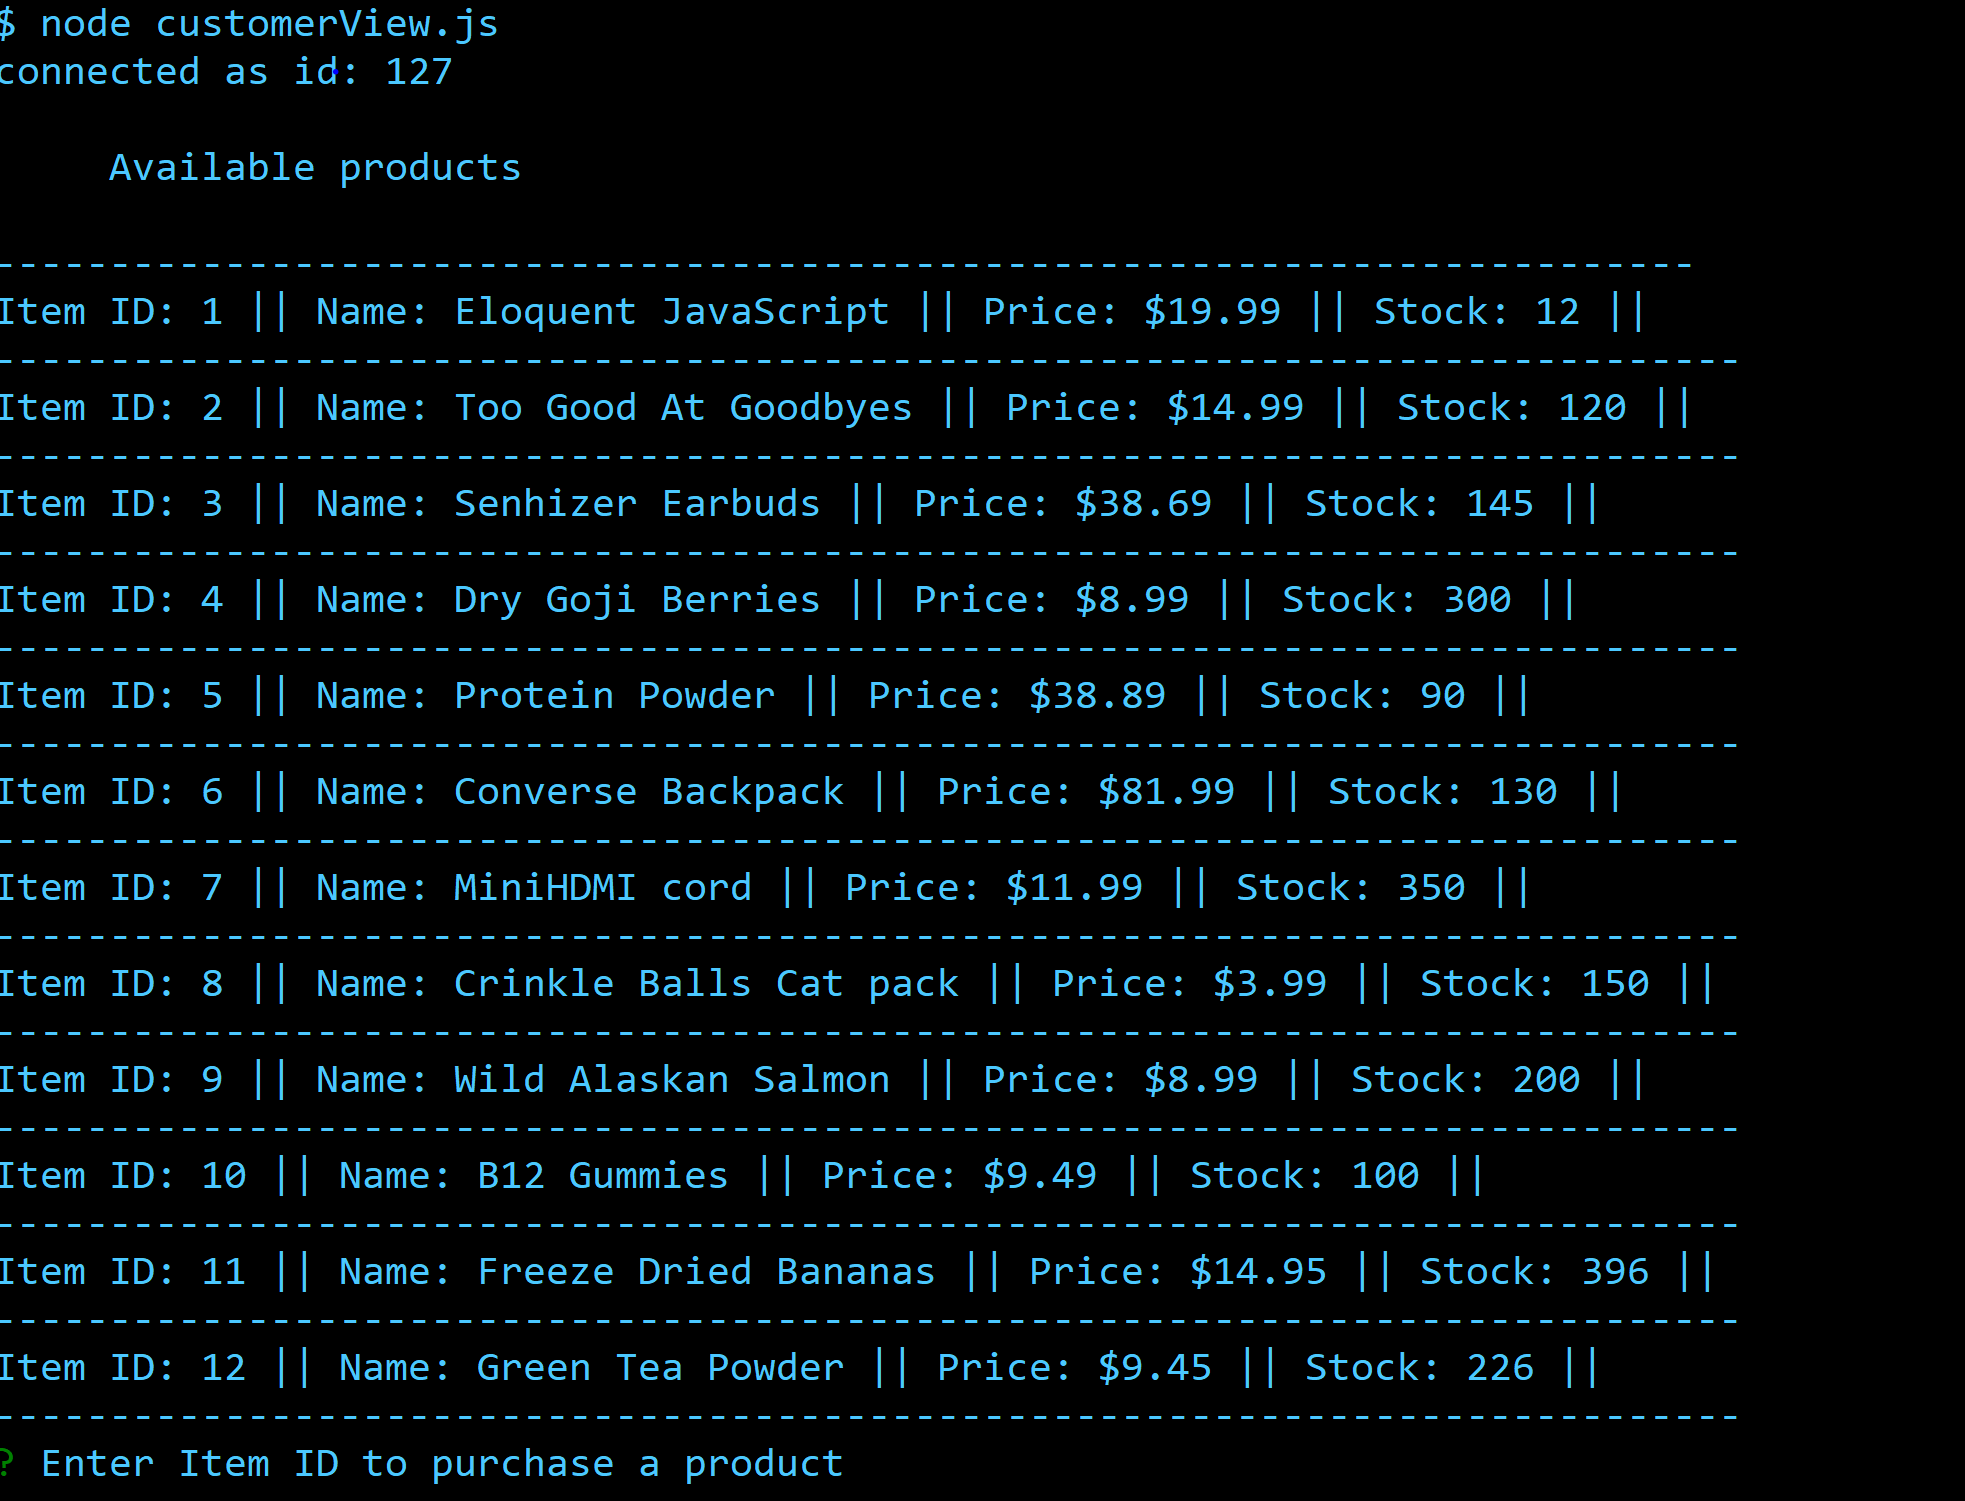 $ node customerView.js
connected as id: 127
Available products
--------------------------------------------------------------------------
Item ID: 1 || Name: Eloquent JavaScript || Price: $19.99 || Stock: 12 ||
----------------------------------------------------------------------------
Item ID: 2 || Name: Too Good At Goodbyes || Price: $14.99 || Stock: 120 ||
----------------------------------------------------------------------------
Item ID: 3 || Name: Senhizer Earbuds || Price: $38.69 || Stock: 145 ||
----------------------------------------------------------------------------
Item ID: 4 || Name: Dry Goji Berries || Price: $8.99 || Stock: 300 ||
----------------------------------------------------------------------------
Item ID: 5 || Name: Protein Powder || Price: $38.89 || Stock: 90 ||
----------------------------------------------------------------------------
Item ID: 6 || Name: Converse Backpack || Price: $81.99 || Stock: 130 ||
----------------------------------------------------------------------------
Item ID: 7 || Name: MiniHDMI cord || Price: $11.99 || Stock: 350 ||
----------------------------------------------------------------------------
Item ID: 8 || Name: Crinkle Balls Cat pack || Price: $3.99 || Stock: 150 ||
----------------------------------------------------------------------------
Item ID: 9 || Name: Wild Alaskan Salmon || Price: $8.99 || Stock: 200 ||
----------------------------------------------------------------------------
Item ID: 10 || Name: B12 Gummies || Price: $9.49 || Stock: 100 ||
----------------------------------------------------------------------------
Item ID: 11 || Name: Freeze Dried Bananas || Price: $14.95 || Stock: 396 ||
----------------------------------------------------------------------------
Item ID: 12 || Name: Green Tea Powder || Price: $9.45 || Stock: 226 ||
----------------------------------------------------------------------------
? Enter Item ID to purchase a product